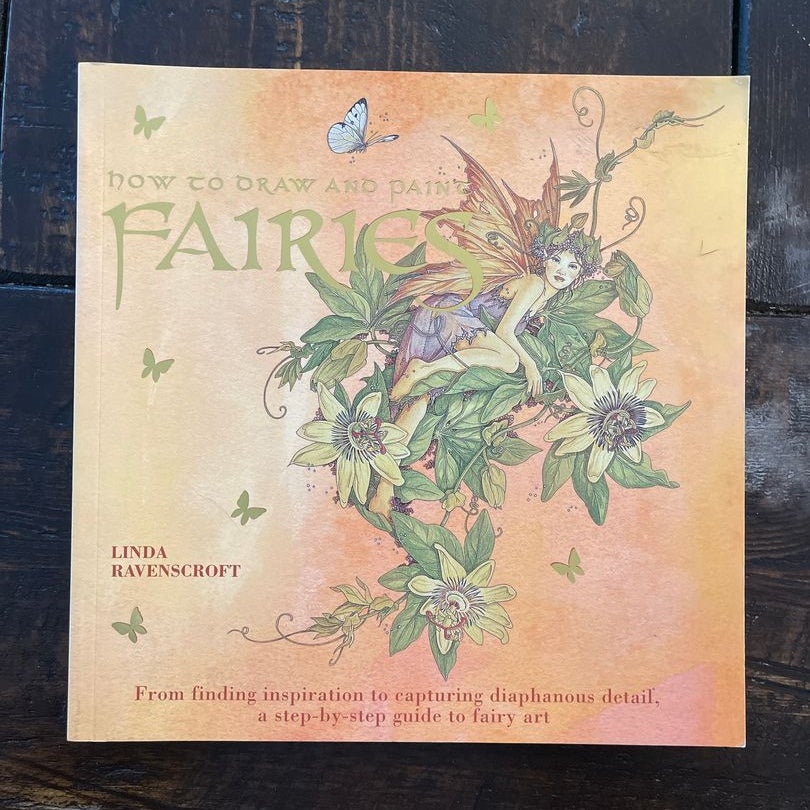 HOW TO DRAW AND PAINT
FAIRIES
LINDA
RAVENSCROFT
From finding inspiration to capturing diaphanous detail,
a step-by-step guide to fairy art